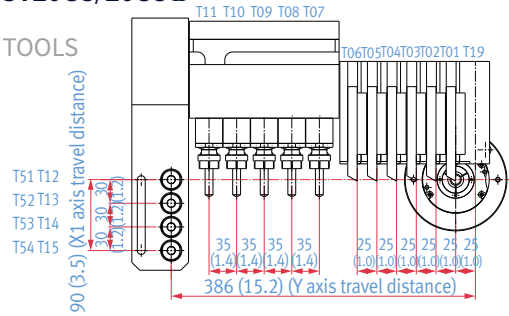 TOOLS
T11 T10 T09 T08 T07
T06 T05 T04 T03 T02 T01 T19
T51 T12
T52 T13
T53 T14
T54 T15
90 (3.5) (X1 axis travel distance)
30 30 30
(1.2) (1.2) (1.2)
35 35 35 35
(1.4) (1.4) (1.4) (1.4)
25 25 25 25 25 25
(1.0) (1.0) (1.0) (1.0) (1.0) (1.0)
386 (15.2) (Y axis travel distance)